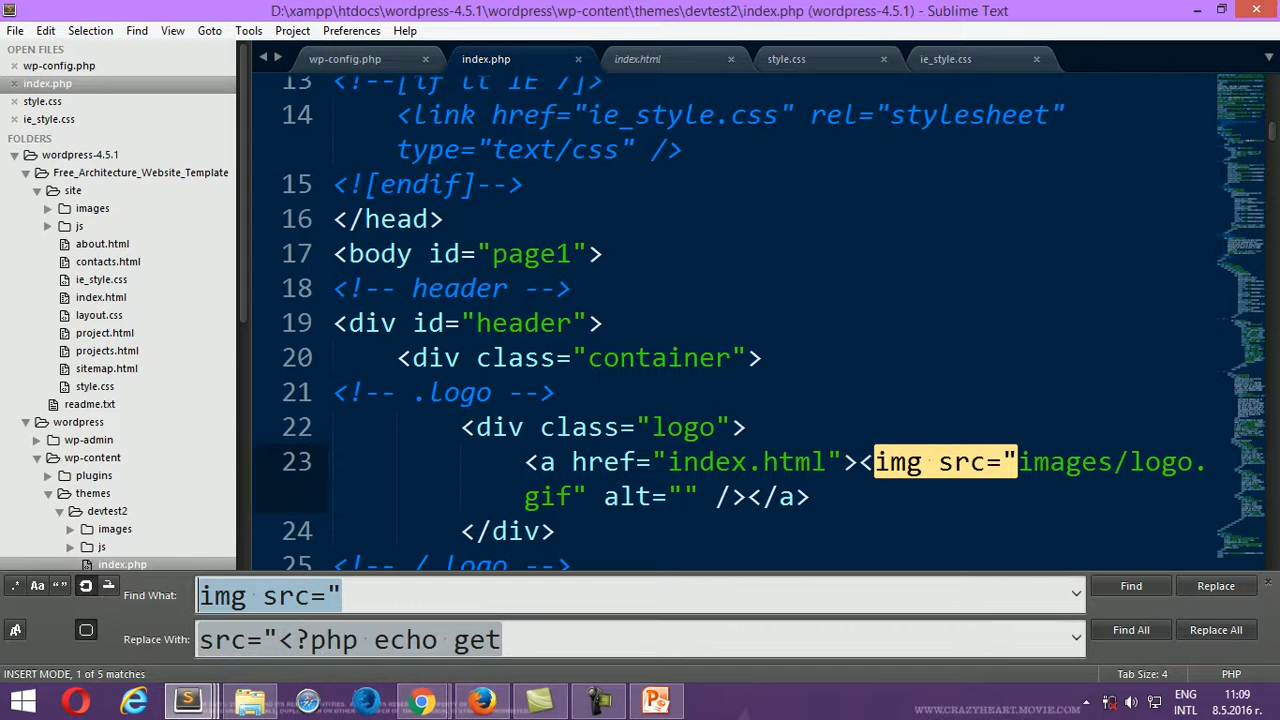 D:\xampp\htdocs\wordpress-4.5.1\wordpress\wp-content\themes\devtest2\index.php (wordpress-4.5.1) - Sublime Text
File Edit Selection Find View Goto Tools Project Preferences Help
OPEN FILES
wp-config.php
index.php
style.css
ie_style.css
FOLDERS
wordpress-4.5.1
Free_Architecture_Website_Template
site
images
js
about.html
contacts.html
ie_style.css
index.html
layout.css
project.html
projects.html
sitemap.html
style.css
readme.txt
wordpress
wp-admin
wp-content
plugins
themes
devtest2
images
js
index.php
wp-config.php index.php index.html style.css ie_style.css
13 <!--[if lt IE 7]>
14 <link href="ie_style.css" rel="stylesheet"
type="text/css" />
15 <![endif]-->
16 </head>
17 <body id="page1">
18 <!-- header -->
19 <div id="header">
20 <div class="container">
21 <!-- .logo -->
22 <div class="logo">
23 <a href="index.html"><img src="images/logo.
gif" alt="" /></a>
24 </div>
25 <!-- /.logo -->
.* Aa “ ” Find What: img src=" Find Replace
Replace With: src="<?php echo get Find All Replace All
INSERT MODE, 1 of 5 matches Tab Size: 4 PHP
ENG 11:09
INTL 8.5.2016 г.
WWW.CRAZYHEART.MOVIE.COM